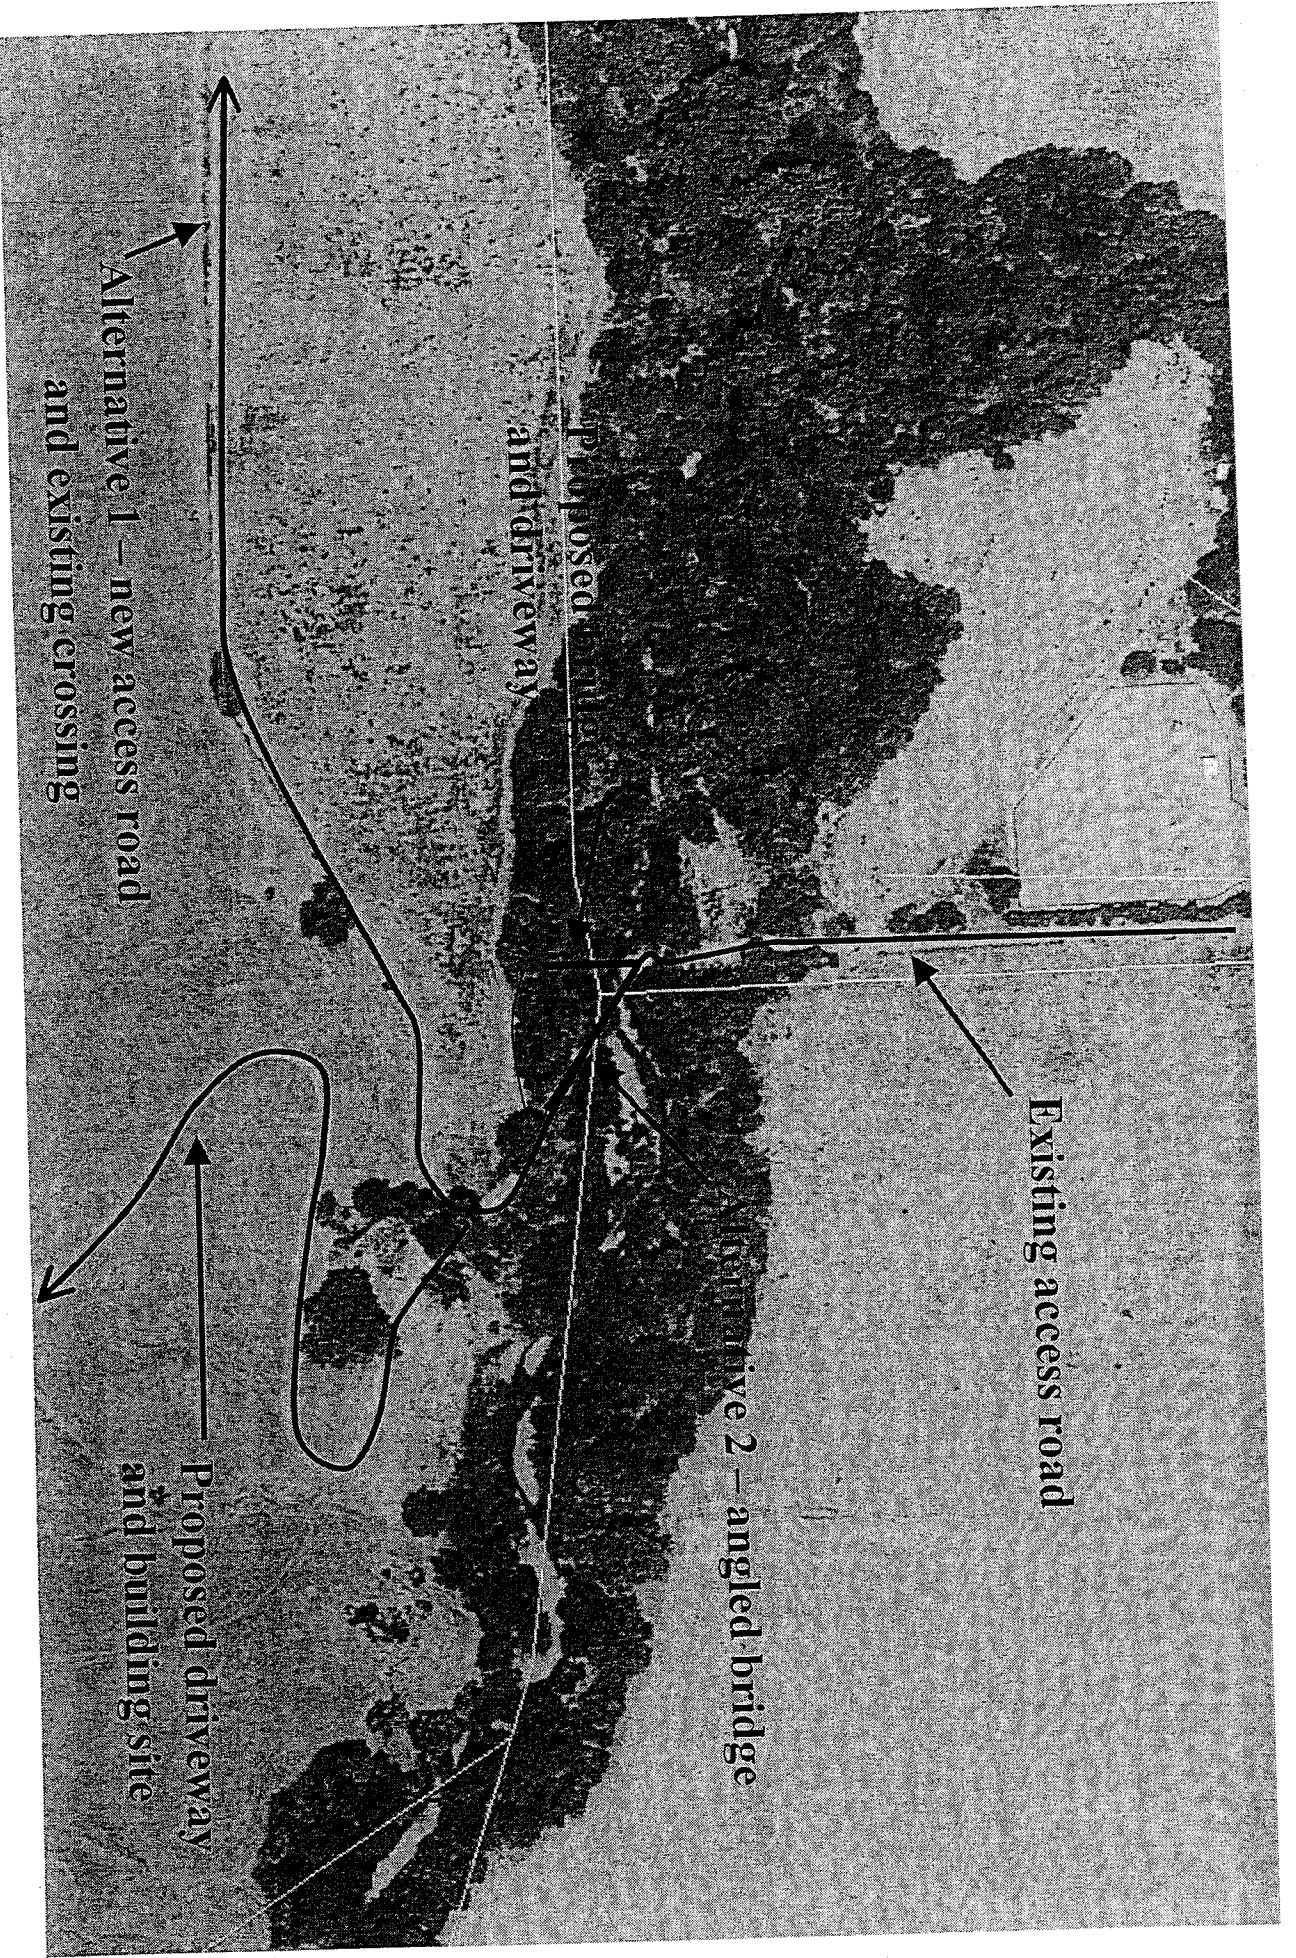 Existing access road
Alternative 2 – angled bridge
Proposed bridge
and driveway
Alternative 1 – new access road
and existing crossing
Proposed driveway
and building site